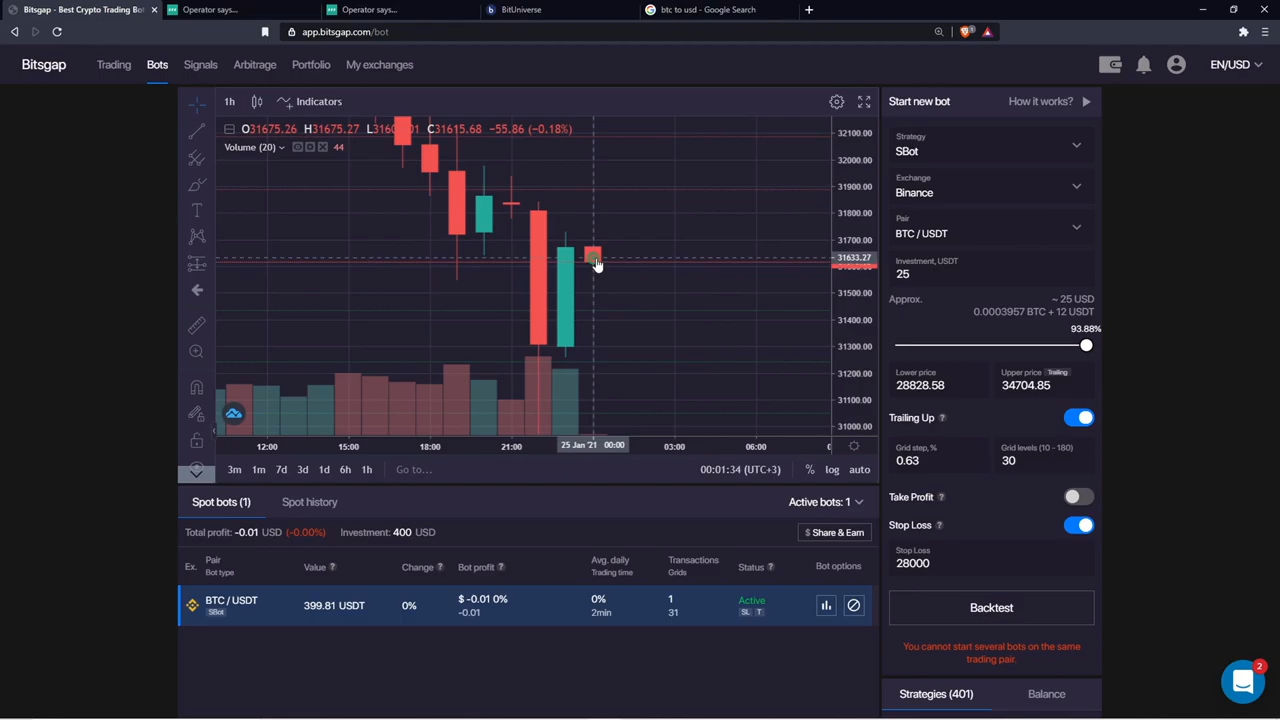 Bitsgap - Best Crypto Trading Bot
Operator says...
Operator says...
BitUniverse
btc to usd - Google Search
app.bitsgap.com/bot
Bitsgap
Trading
Bots
Signals
Arbitrage
Portfolio
My exchanges
EN/USD
1h
Indicators
O31675.26 H31675.27 C31615.68 -55.86 (-0.18%)
Volume (20)
44
32100.00
32000.00
31900.00
31800.00
31700.00
31633.27
31500.00
31400.00
31300.00
31200.00
31100.00
31000.00
12:00
15:00
18:00
21:00
25 Jan '21 00:00
03:00
06:00
3m 1m 7d 3d 1d 6h 1h
Go to...
00:01:34 (UTC+3)
% log auto
Start new bot
How it works?
Strategy
SBot
Exchange
Binance
Pair
BTC / USDT
Investment, USDT
25
Approx.
~ 25 USD
0.0003957 BTC + 12 USDT
93.88%
Lower price
28828.58
Upper price Trailing
34704.85
Trailing Up ?
Grid step, %
0.63
Grid levels (10 - 180)
30
Take Profit ?
Stop Loss ?
Stop Loss
28000
Backtest
You cannot start several bots on the same
trading pair.
Strategies (401)
Balance
Spot bots (1)
Spot history
Active bots: 1
Total profit: -0.01 USD (-0.00%)
Investment: 400 USD
$ Share & Earn
Ex.
Pair
Bot type
Value ?
Change ?
Bot profit ?
Avg. daily
Trading time
Transactions
Grids
Status ?
Bot options
BTC / USDT
SBot
399.81 USDT
0%
$ -0.01 0%
-0.01
0%
2min
1
31
Active
SL T
2